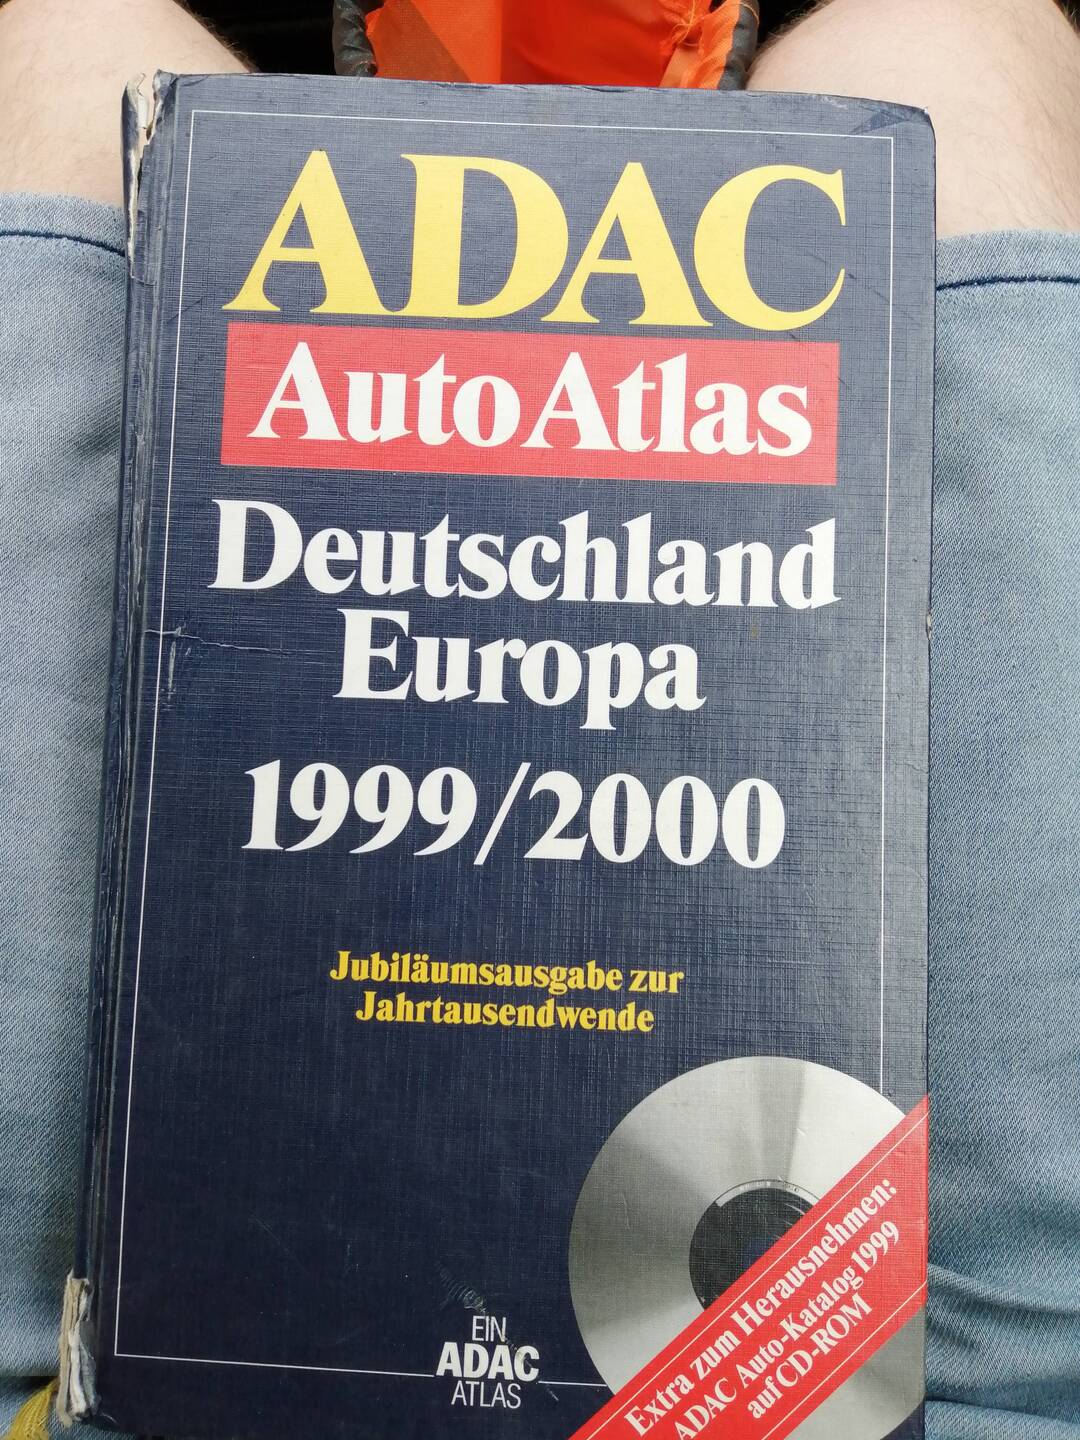 ADAC
AutoAtlas
Deutschland
Europa
1999/2000
Jubiläumsausgabe zur
Jahrtausendwende
EIN
ADAC
ATLAS
Extra zum Herausnehmen:
ADAC Auto-Katalog 1999
auf CD-ROM